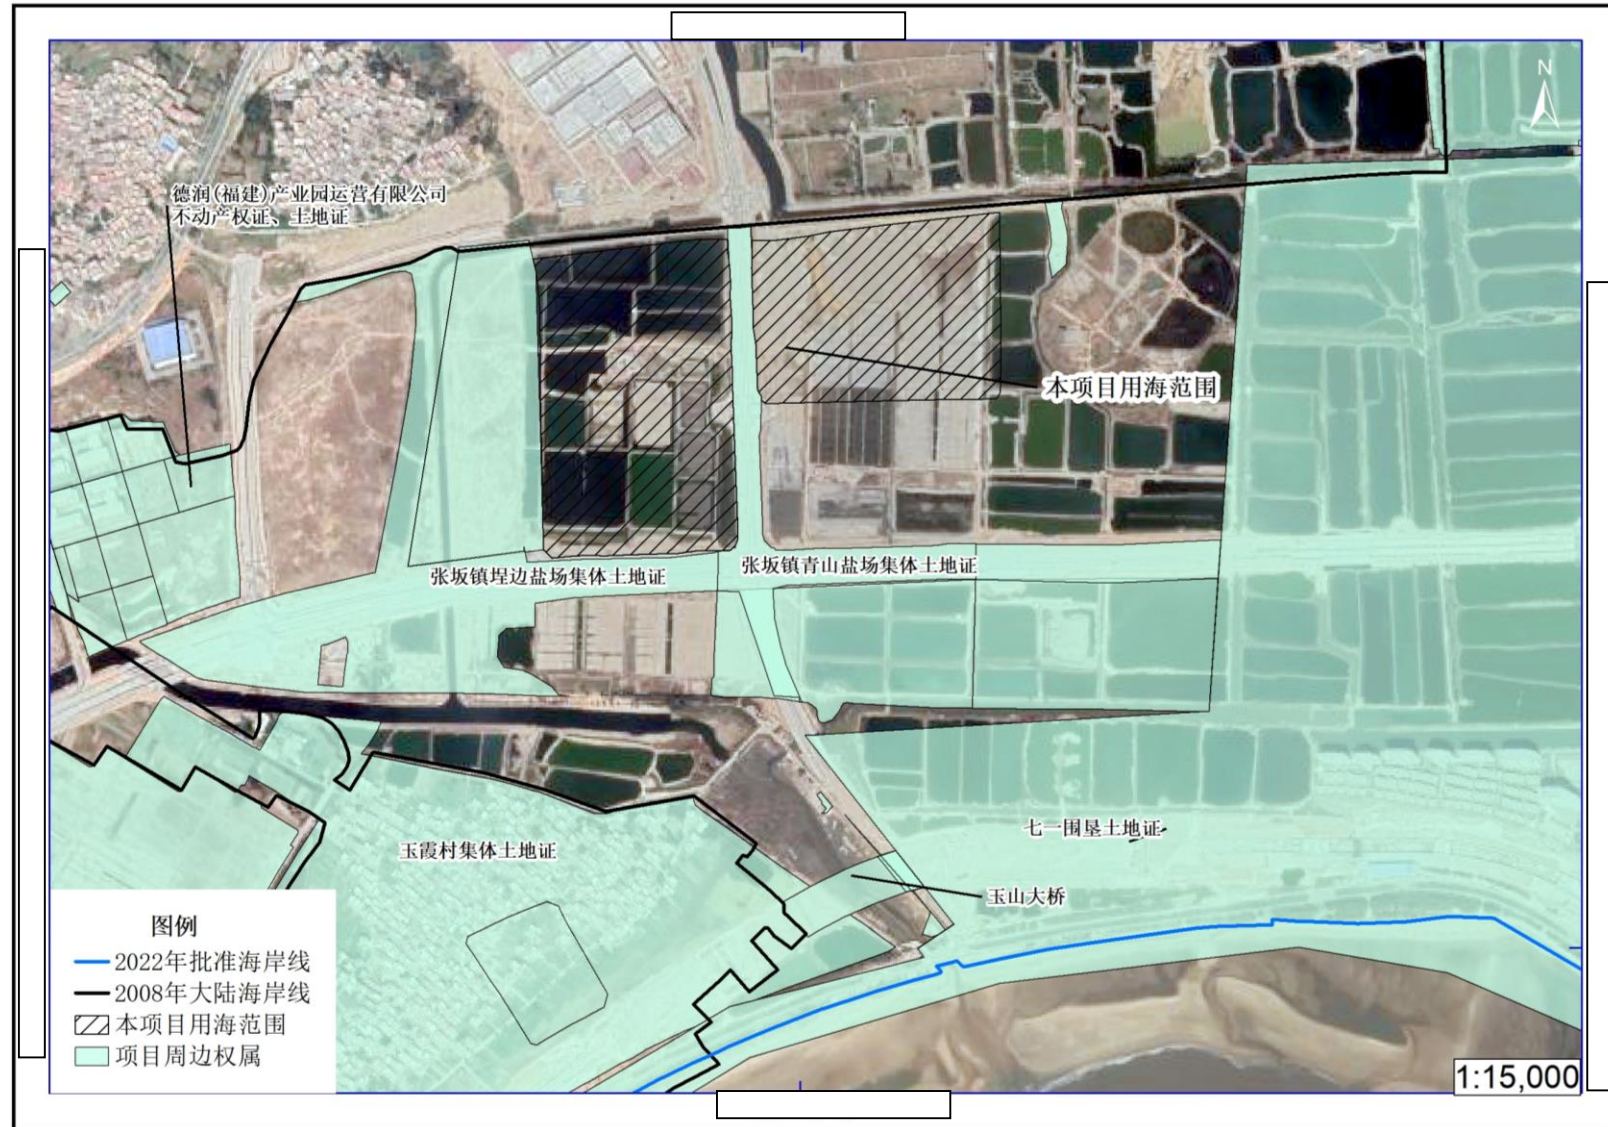 N
德润(福建)产业园运营有限公司
不动产权证、土地证
本项目用海范围
张坂镇埕边盐场集体土地证
张坂镇青山盐场集体土地证
七一围垦土地证
玉霞村集体土地证
玉山大桥
图例
2022年批准海岸线
2008年大陆海岸线
本项目用海范围
项目周边权属
1:15,000